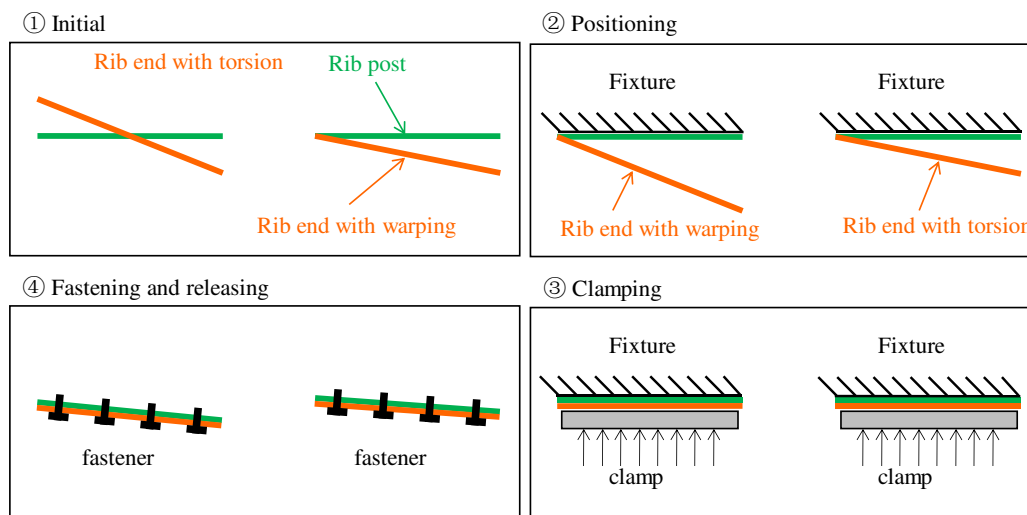 ① Initial
Rib end with torsion
Rib post
Rib end with warping
② Positioning
Fixture
Fixture
Rib end with warping
Rib end with torsion
④ Fastening and releasing
fastener
fastener
③ Clamping
Fixture
Fixture
clamp
clamp